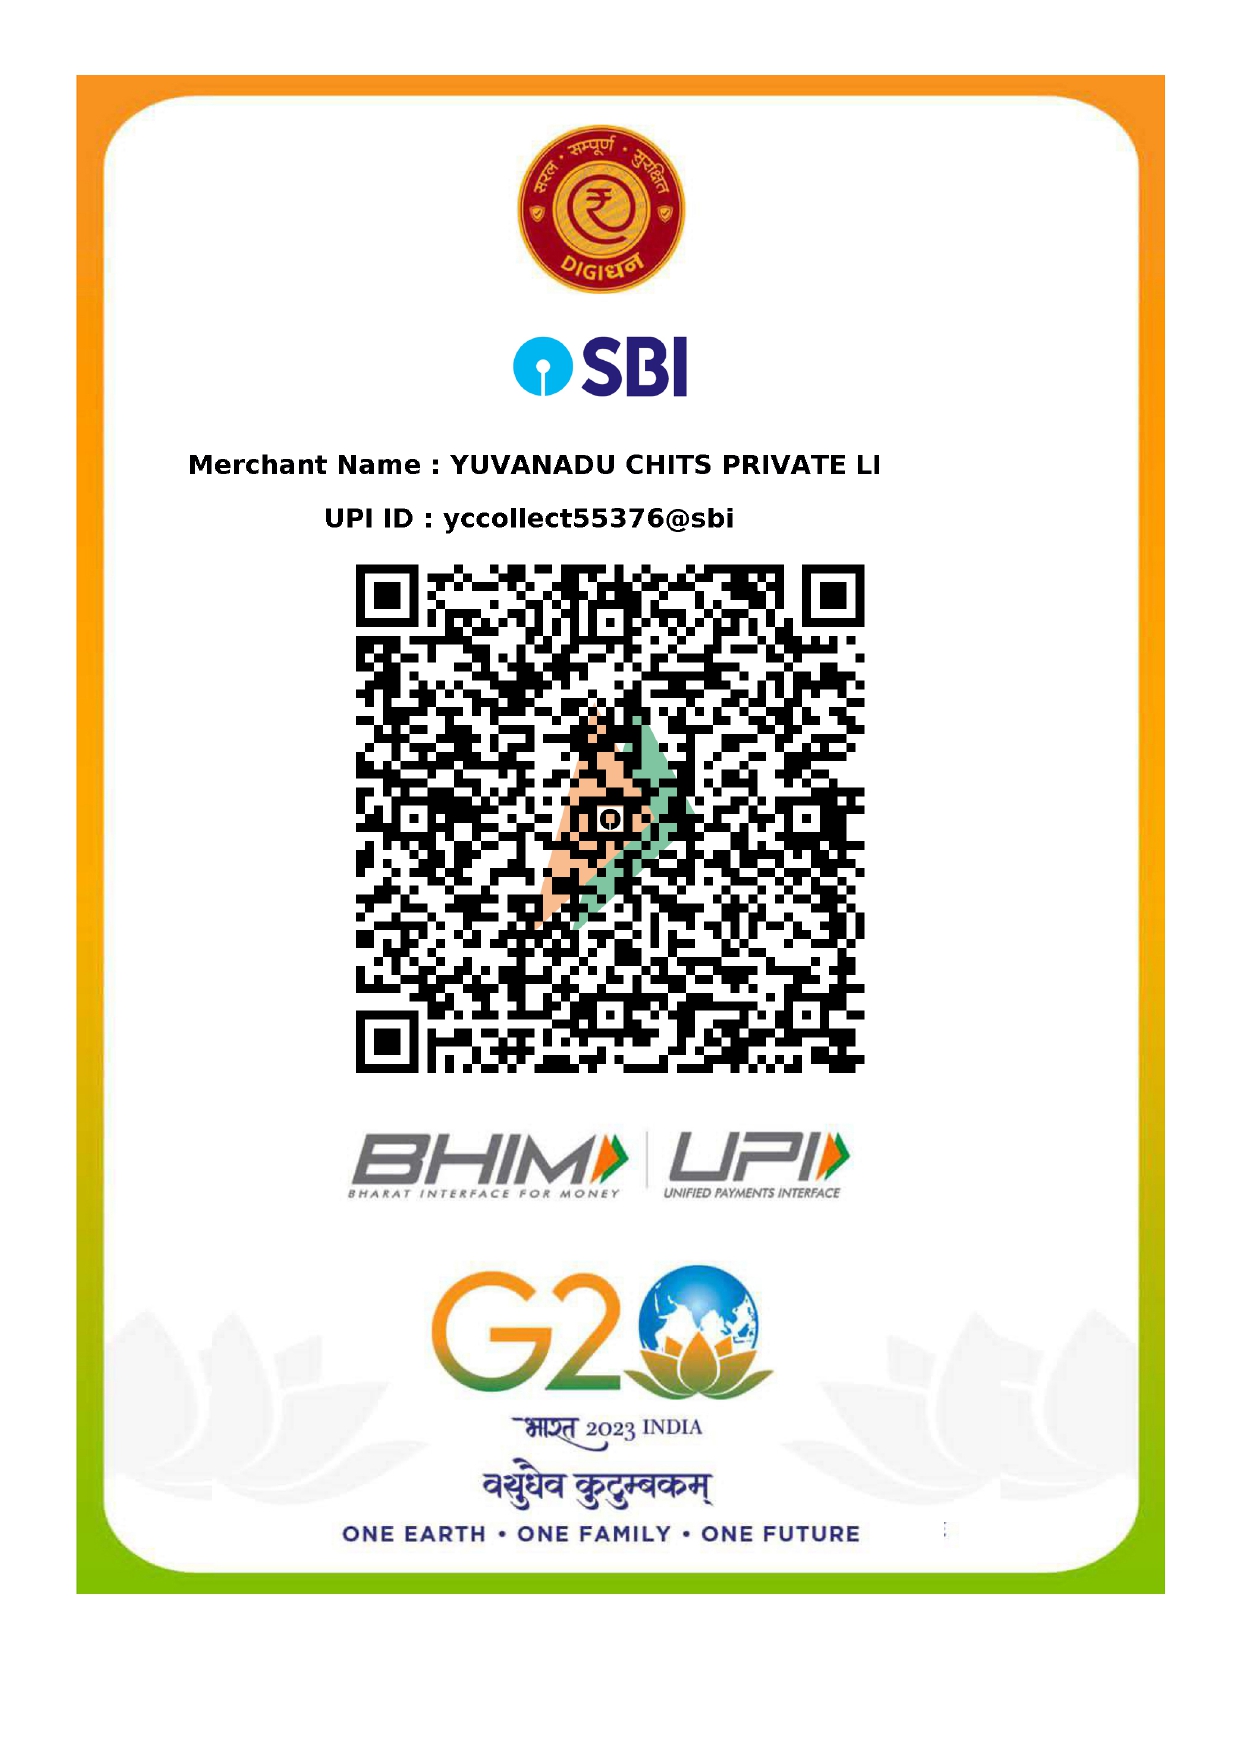 सरल • सम्पूर्ण • सुरक्षित
DIGIधन
SBI
Merchant Name : YUVANADU CHITS PRIVATE LI
UPI ID : yccollect55376@sbi
BHIM UPI
BHARAT INTERFACE FOR MONEY UNIFIED PAYMENTS INTERFACE
G20
भारत 2023 INDIA
वसुधैव कुटुम्बकम्
ONE EARTH • ONE FAMILY • ONE FUTURE